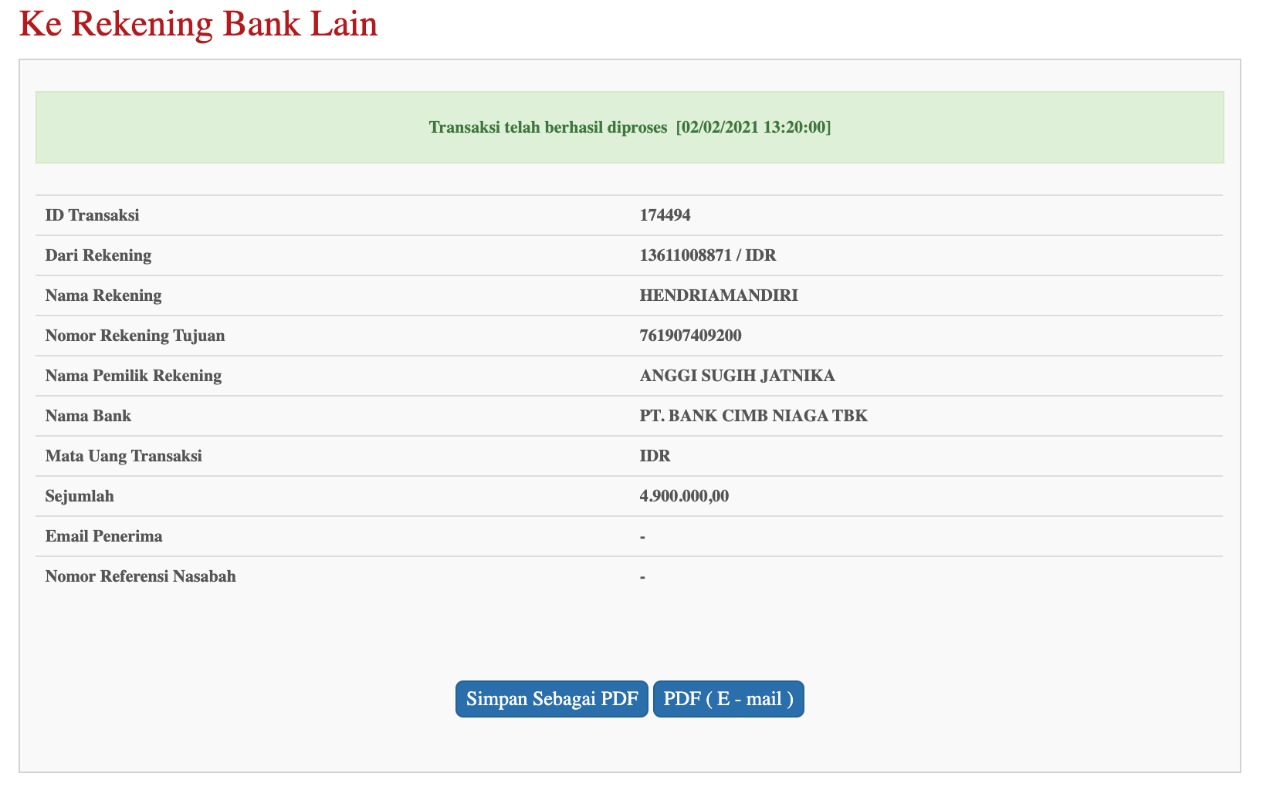 Ke Rekening Bank Lain
Transaksi telah berhasil diproses [02/02/2021 13:20:00]
ID Transaksi 174494
Dari Rekening 13611008871 / IDR
Nama Rekening HENDRIAMANDIRI
Nomor Rekening Tujuan 761907409200
Nama Pemilik Rekening ANGGI SUGIH JATNIKA
Nama Bank PT. BANK CIMB NIAGA TBK
Mata Uang Transaksi IDR
Sejumlah 4.900.000,00
Email Penerima -
Nomor Referensi Nasabah -
Simpan Sebagai PDF PDF ( E - mail )